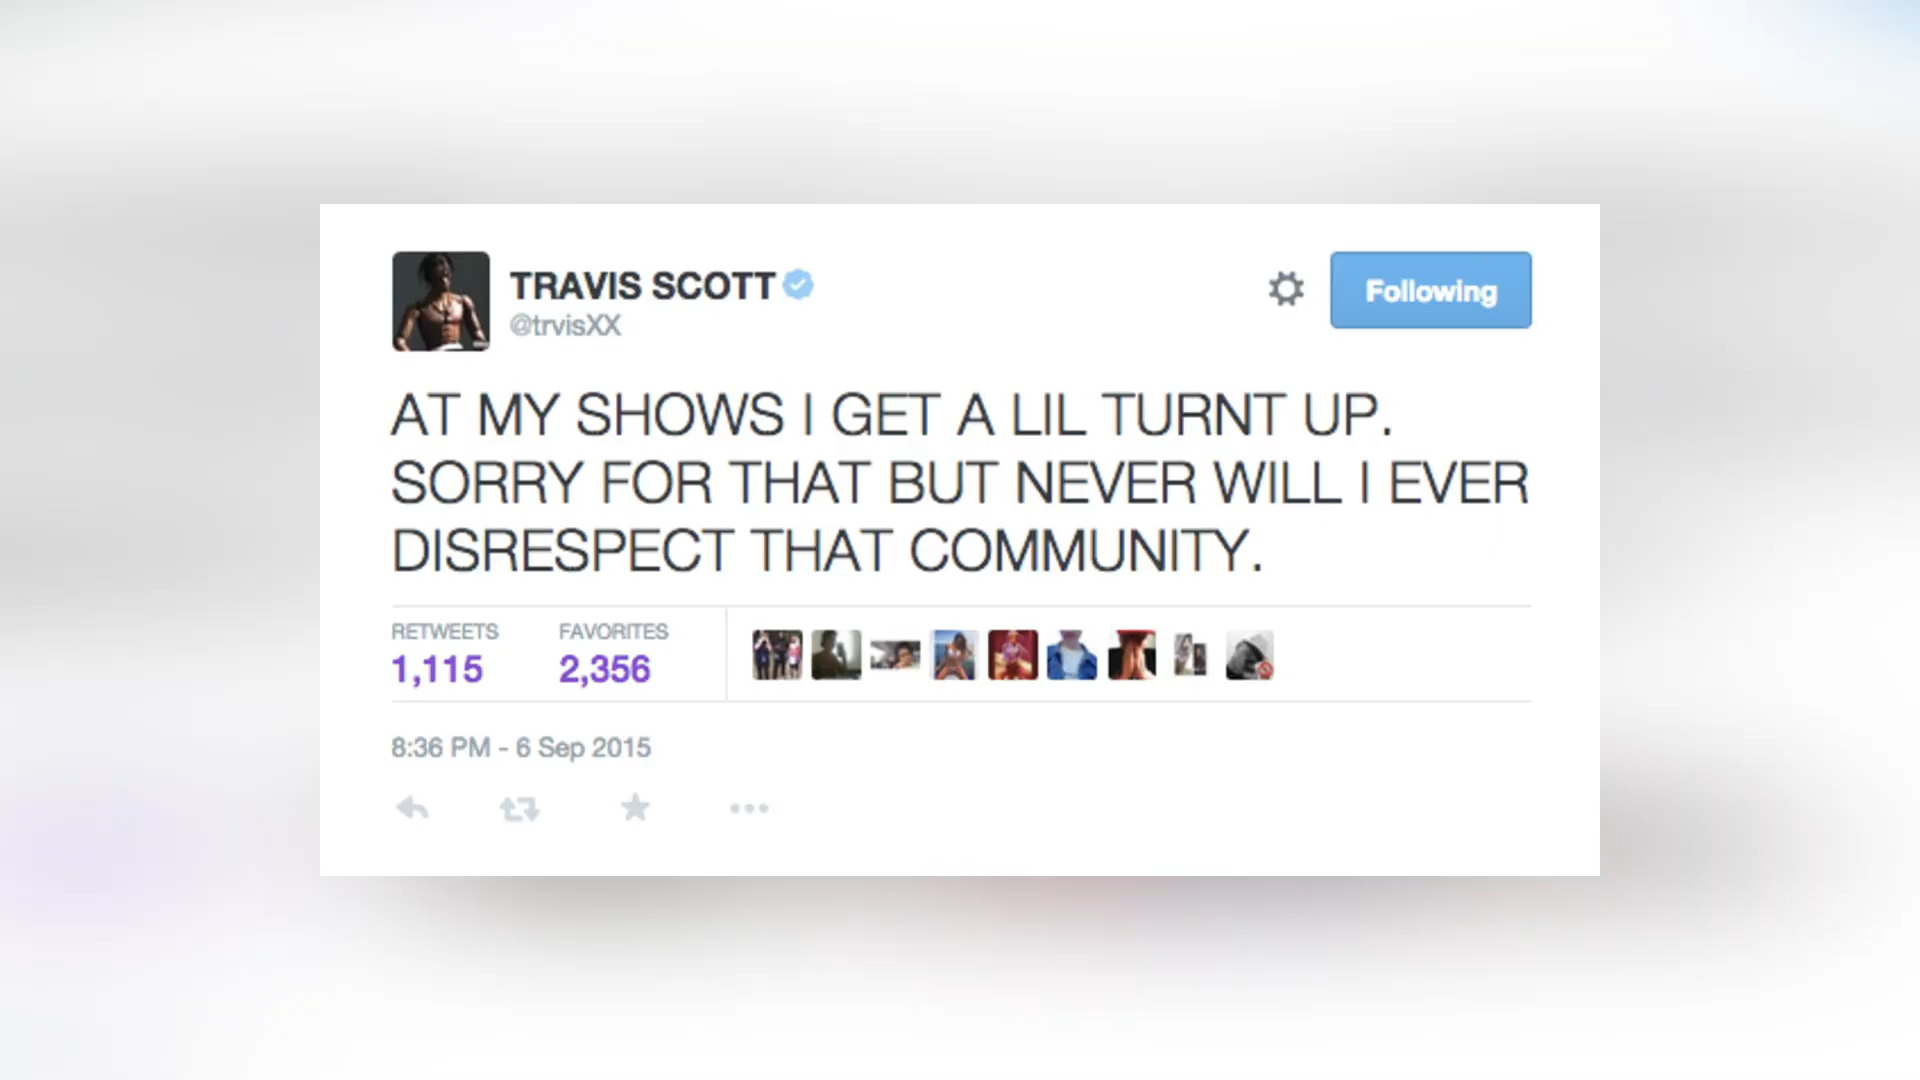 TRAVIS SCOTT
@trvisXX
Following
AT MY SHOWS I GET A LIL TURNT UP.
SORRY FOR THAT BUT NEVER WILL I EVER
DISRESPECT THAT COMMUNITY.
RETWEETS FAVORITES
1,115 2,356
8:36 PM - 6 Sep 2015